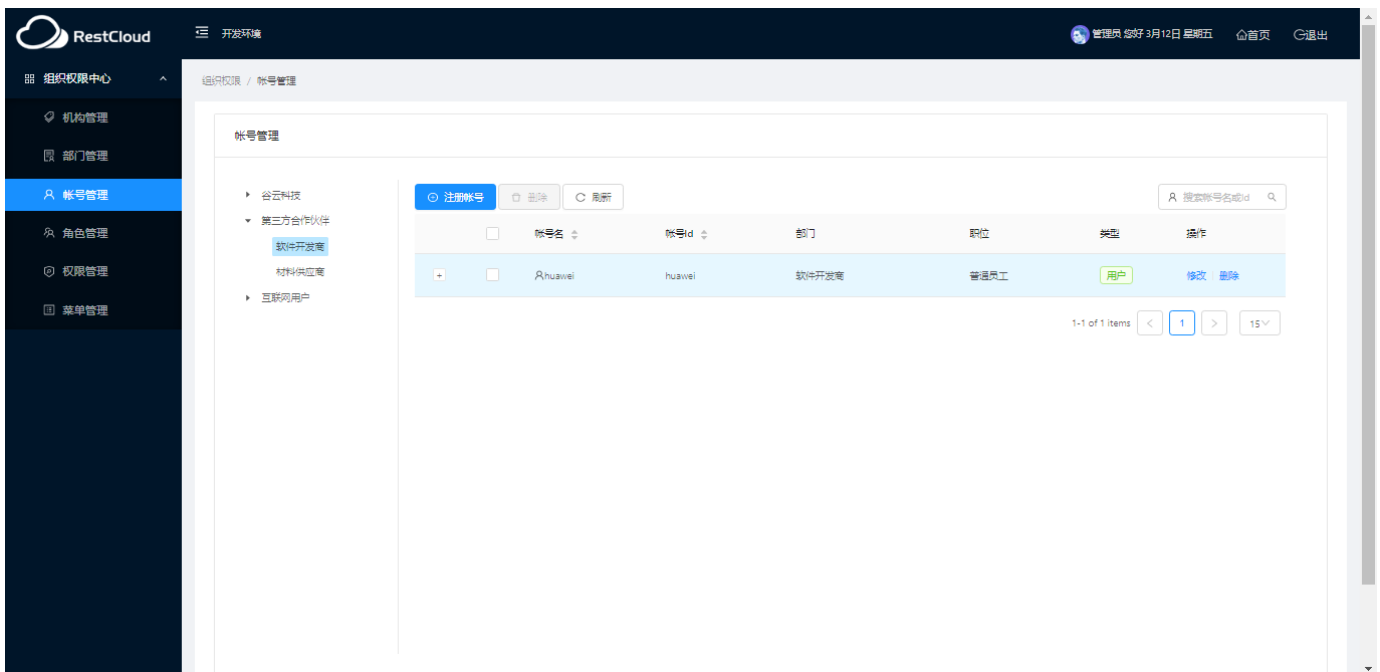 RestCloud
开发环境
管理员 您好 3月12日 星期五
首页
退出
组织权限中心
机构管理
部门管理
帐号管理
角色管理
权限管理
菜单管理
组织权限 / 帐号管理
帐号管理
谷云科技
第三方合作伙伴
软件开发商
材料供应商
互联网用户
注册帐号 删除 刷新
搜索帐号名或Id
帐号名 帐号Id 部门 职位 类型 操作
huawei huawei 软件开发商 普通员工 用户 修改 删除
1-1 of 1 items < 1 > 15